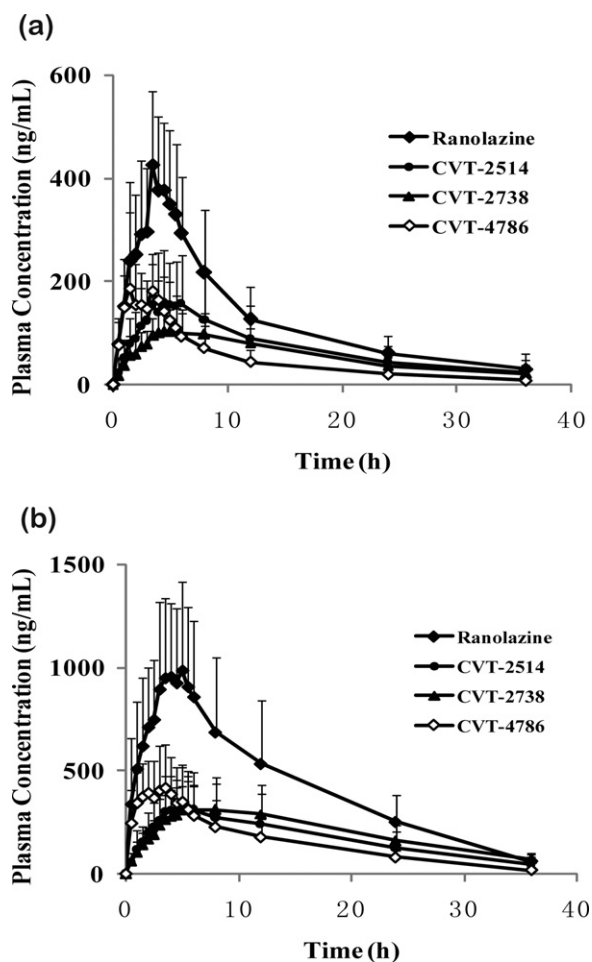 (a)
Plasma Concentration (ng/mL)
600
400
200
0
Ranolazine
CVT-2514
CVT-2738
CVT-4786
0 10 20 30 40
Time (h)
(b)
Plasma Concentration (ng/mL)
1500
1000
500
0
Ranolazine
CVT-2514
CVT-2738
CVT-4786
0 10 20 30 40
Time (h)